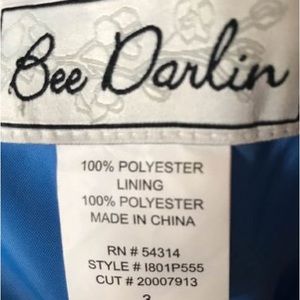 Bee Darlin
100% POLYESTER
LINING
100% POLYESTER
MADE IN CHINA
RN # 54314
STYLE # I801P555
CUT # 20007913
3